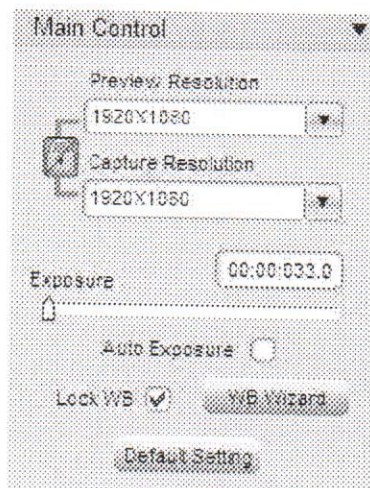 Main Control
Preview Resolution
1920X1080
Capture Resolution
1920X1080
00:00:033.0
Exposure
Auto Exposure
Lock WB
WB Wizard
Default Setting